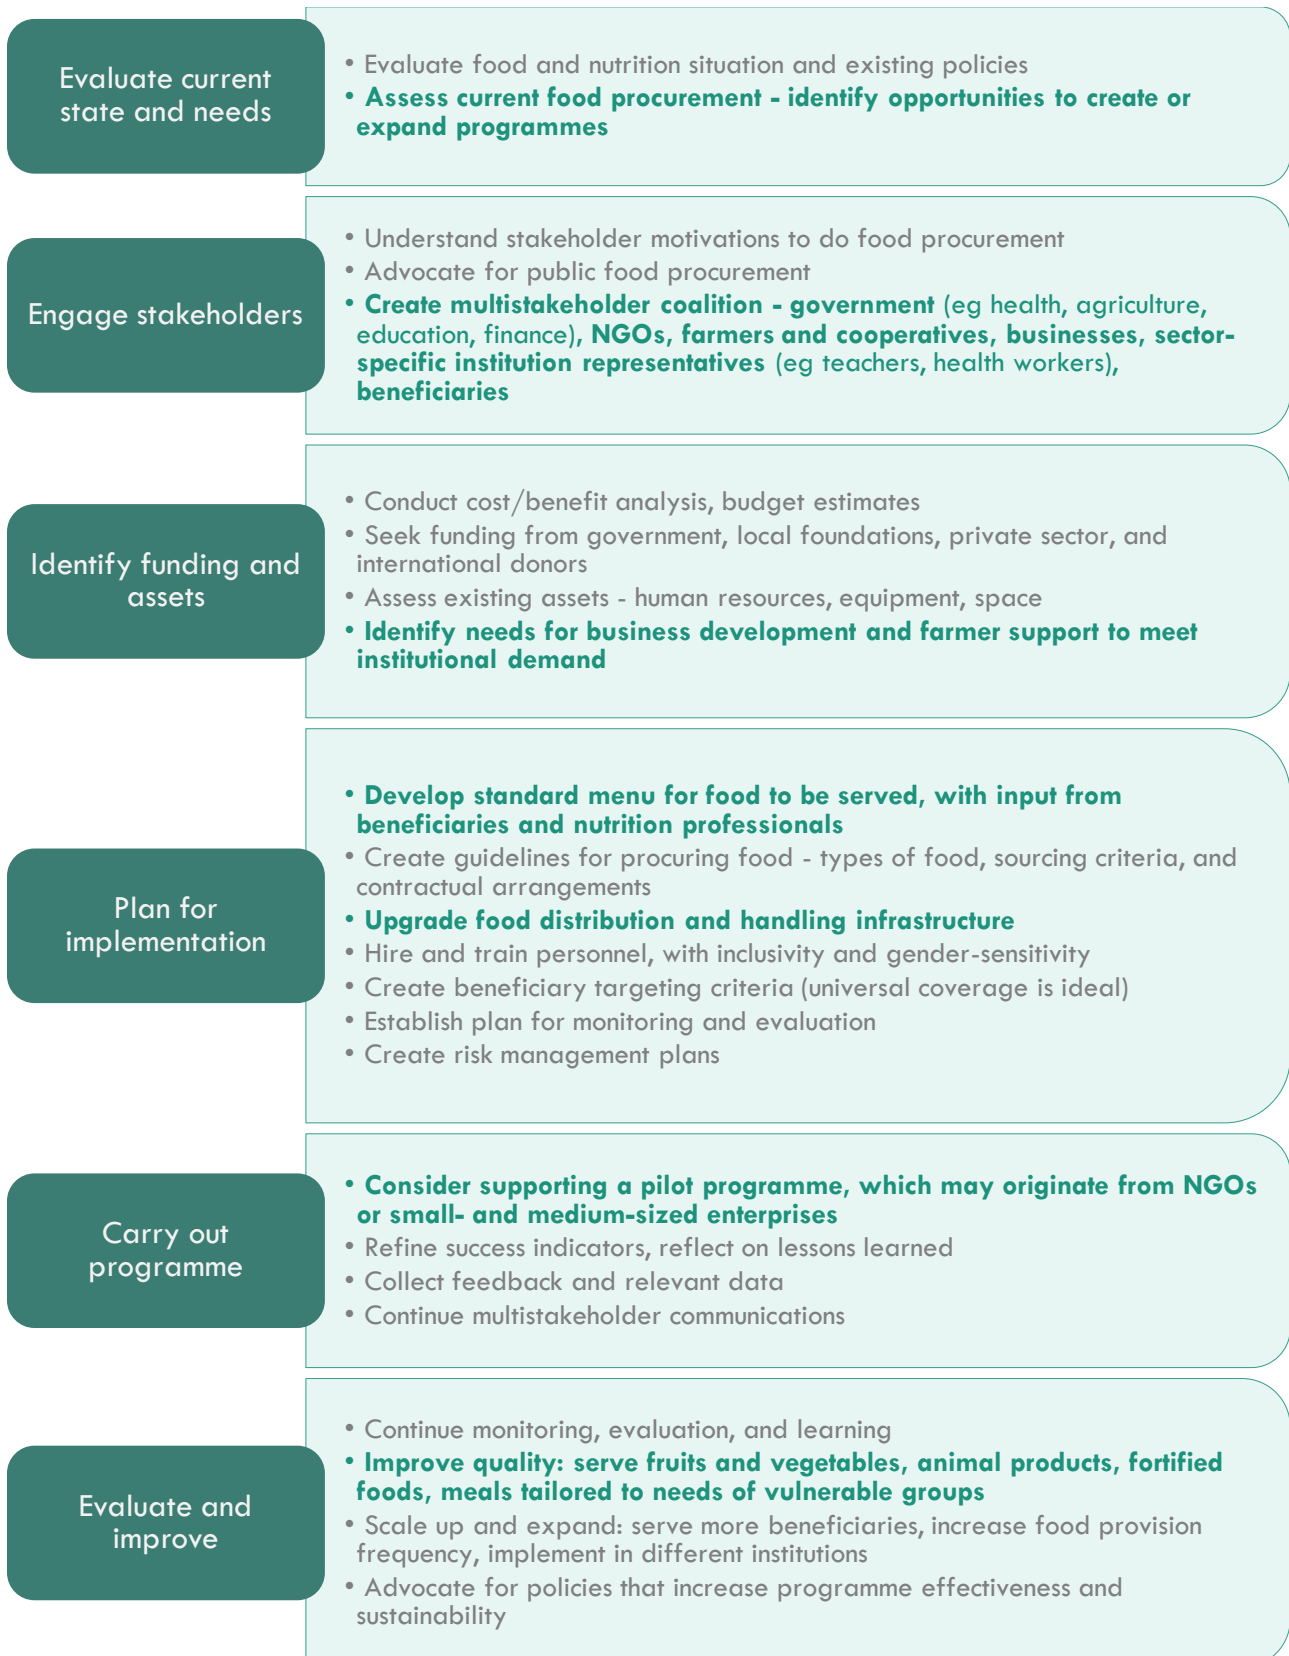 Evaluate current
state and needs
• Evaluate food and nutrition situation and existing policies
• Assess current food procurement - identify opportunities to create or
expand programmes
Engage stakeholders
• Understand stakeholder motivations to do food procurement
• Advocate for public food procurement
• Create multistakeholder coalition - government (eg health, agriculture,
education, finance), NGOs, farmers and cooperatives, businesses, sector-
specific institution representatives (eg teachers, health workers),
beneficiaries
Identify funding and
assets
• Conduct cost/benefit analysis, budget estimates
• Seek funding from government, local foundations, private sector, and
international donors
• Assess existing assets - human resources, equipment, space
• Identify needs for business development and farmer support to meet
institutional demand
Plan for
implementation
• Develop standard menu for food to be served, with input from
beneficiaries and nutrition professionals
• Create guidelines for procuring food - types of food, sourcing criteria, and
contractual arrangements
• Upgrade food distribution and handling infrastructure
• Hire and train personnel, with inclusivity and gender-sensitivity
• Create beneficiary targeting criteria (universal coverage is ideal)
• Establish plan for monitoring and evaluation
• Create risk management plans
Carry out
programme
• Consider supporting a pilot programme, which may originate from NGOs
or small- and medium-sized enterprises
• Refine success indicators, reflect on lessons learned
• Collect feedback and relevant data
• Continue multistakeholder communications
Evaluate and
improve
• Continue monitoring, evaluation, and learning
• Improve quality: serve fruits and vegetables, animal products, fortified
foods, meals tailored to needs of vulnerable groups
• Scale up and expand: serve more beneficiaries, increase food provision
frequency, implement in different institutions
• Advocate for policies that increase programme effectiveness and
sustainability